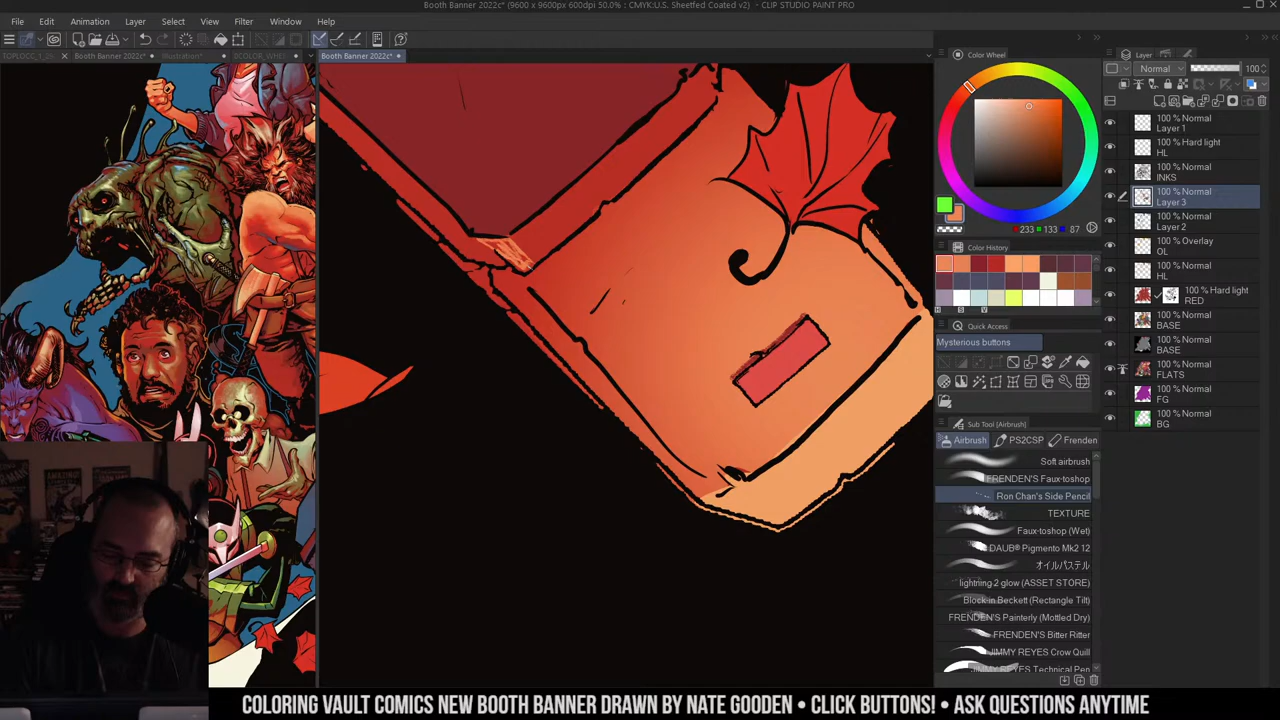 Booth Banner 2022c* (9600 x 9600px 600dpi 50.0% : CMYK:U.S. Sheetfed Coated v2) - CLIP STUDIO PAINT PRO
File Edit Animation Layer Select View Filter Window Help
Booth Banner 2022c*
Illustration*
Booth Banner 2022c*
Color Wheel
233 133 87
Color History
H S V
Quick Access
Mysterious buttons
Sub Tool [Airbrush]
Airbrush PS2CSP Frenden
Soft airbrush
FRENDEN'S Faux-toshop
Ron Chan's Side Pencil
TEXTURE
Faux-toshop (Wet)
DAUB® Pigmento Mk2 12
オイルパステル
lightning 2 glow (ASSET STORE)
Block-in Beckett (Rectangle Tilt)
FRENDEN'S Painterly (Mottled Dry)
FRENDEN'S Bitter Ritter
JIMMY REYES Crow Quill
JIMMY REYES Technical Pen
Layer
Normal 100
100 % Normal
Layer 1
100 % Hard light
HL
100 % Normal
INKS
100 % Normal
Layer 3
100 % Normal
Layer 2
100 % Overlay
OL
100 % Normal
HL
100 % Hard light
RED
100 % Normal
BASE
100 % Normal
BASE
100 % Normal
FLATS
100 % Normal
FG
100 % Normal
BG
COLORING VAULT COMICS NEW BOOTH BANNER DRAWN BY NATE GOODEN • CLICK BUTTONS! • ASK QUESTIONS ANYTIME